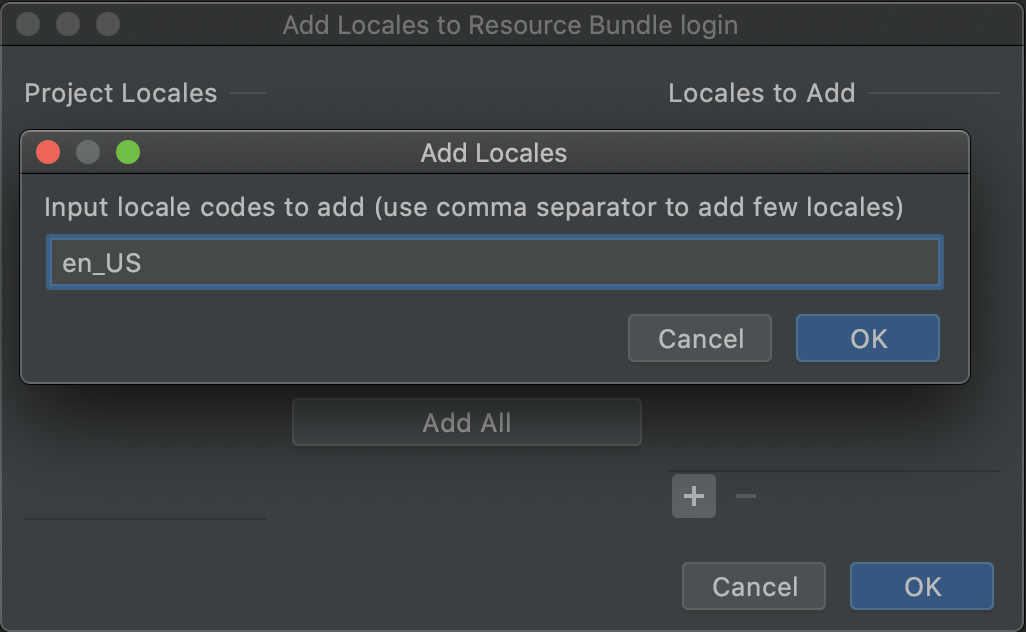 Add Locales to Resource Bundle login
Project Locales
Locales to Add
Add Locales
Input locale codes to add (use comma separator to add few locales)
en_US
Cancel
OK
Add All
Cancel
OK